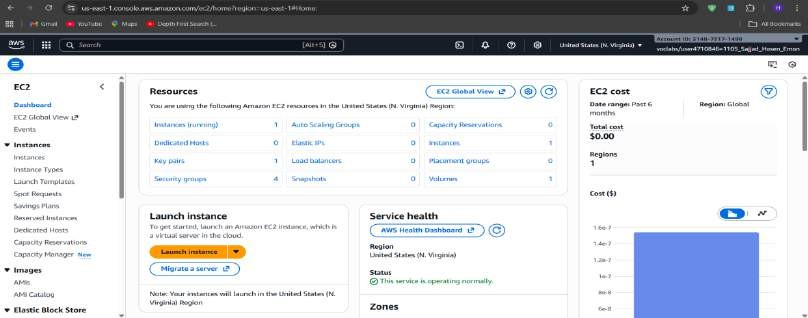 us-east-1.console.aws.amazon.com/ec2/home?region=us-east-1#Home:
Gmail YouTube Maps Depth First Search (... All Bookmarks
aws Search [Alt+S] United States (N. Virginia)
Account ID: 2148-7217-1499
voclabs/user4710846=1105_Sajjad_Hosen_Emon
EC2
Dashboard
EC2 Global View
Events
Instances
Instances
Instance Types
Launch Templates
Spot Requests
Savings Plans
Reserved Instances
Dedicated Hosts
Capacity Reservations
Capacity Manager New
Images
AMIs
AMI Catalog
Elastic Block Store
Resources
EC2 Global View
You are using the following Amazon EC2 resources in the United States (N. Virginia) Region:
Instances (running) 1 Auto Scaling Groups 0 Capacity Reservations 0
Dedicated Hosts 0 Elastic IPs 0 Instances 1
Key pairs 1 Load balancers 0 Placement groups 0
Security groups 4 Snapshots 0 Volumes 1
Launch instance
To get started, launch an Amazon EC2 instance, which is
a virtual server in the cloud.
Launch instance
Migrate a server
Note: Your instances will launch in the United States (N.
Virginia) Region
Service health
AWS Health Dashboard
Region
United States (N. Virginia)
Status
This service is operating normally.
Zones
EC2 cost
Date range: Past 6
months
Region: Global
Total cost
$0.00
Regions
1
Cost ($)
1.6e-7
1.4e-7
1.2e-7
1e-7
8e-8
6e-8